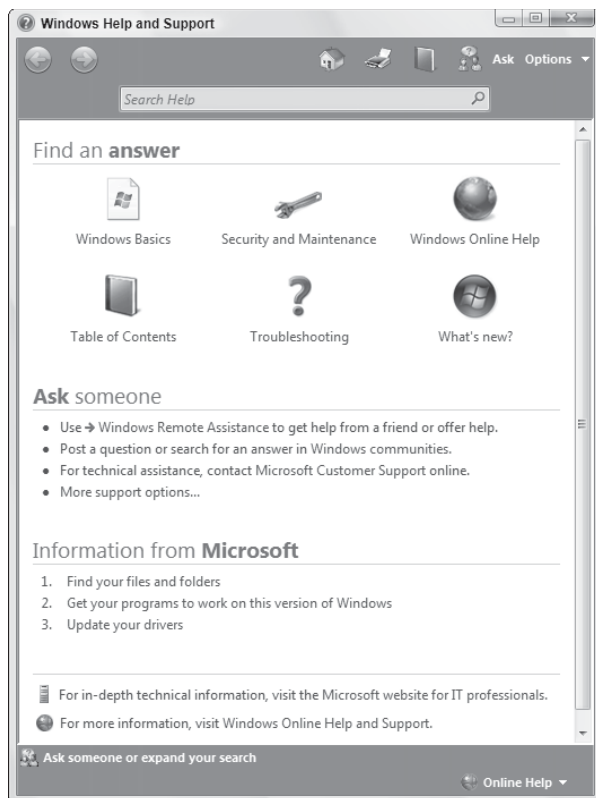 Windows Help and Support
Ask Options
Search Help
Find an answer
Windows Basics
Security and Maintenance
Windows Online Help
Table of Contents
Troubleshooting
What's new?
Ask someone
• Use → Windows Remote Assistance to get help from a friend or offer help.
• Post a question or search for an answer in Windows communities.
• For technical assistance, contact Microsoft Customer Support online.
• More support options...
Information from Microsoft
1. Find your files and folders
2. Get your programs to work on this version of Windows
3. Update your drivers
For in-depth technical information, visit the Microsoft website for IT professionals.
For more information, visit Windows Online Help and Support.
Ask someone or expand your search
Online Help